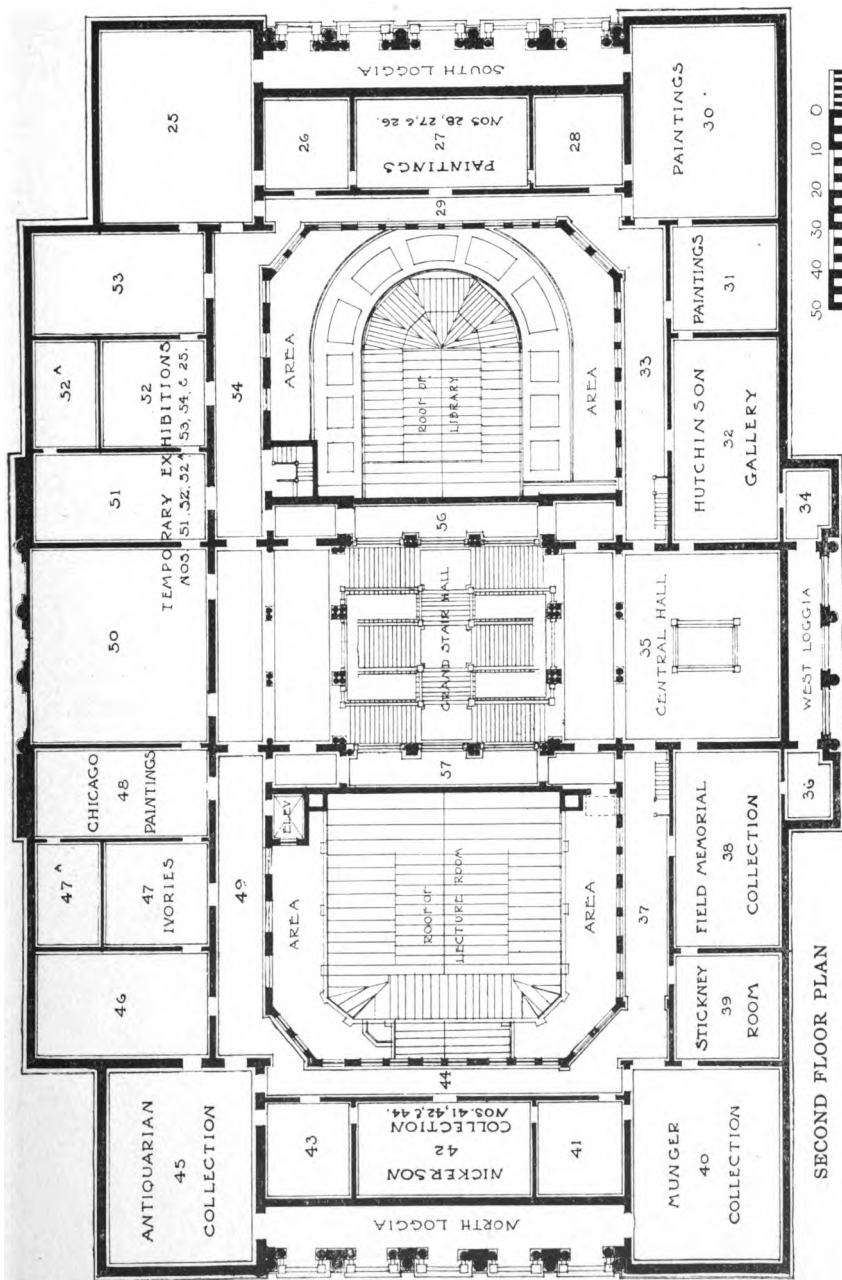 ANTIQUARIAN
45
COLLECTION
46
47 A
47
IVORIES
CHICAGO
48
PAINTINGS
50
51
52 A
52
TEMPORARY EXHIBITIONS
NOS. 51, 52, 52 A 53, 54, & 25.
53
25
49
54
43
NICKERSON
42
COLLECTION
NOS. 41, 42, & 44.
41
44
NORTH LOGGIA
AREA
ELEV
ROOF OF
LECTURE ROOM
AREA
57
GRAND STAIR HALL
56
AREA
ROOF OF
LIBRARY
AREA
29
26
PAINTINGS
27
NOS 28, 27, & 26.
28
SOUTH LOGGIA
37
33
MUNGER
40
COLLECTION
STICKNEY
39
ROOM
FIELD MEMORIAL
38
COLLECTION
35
CENTRAL HALL
HUTCHINSON
32
GALLERY
PAINTINGS
31
PAINTINGS
30
36
WEST LOGGIA
34
SECOND FLOOR PLAN
50 40 30 20 10 0